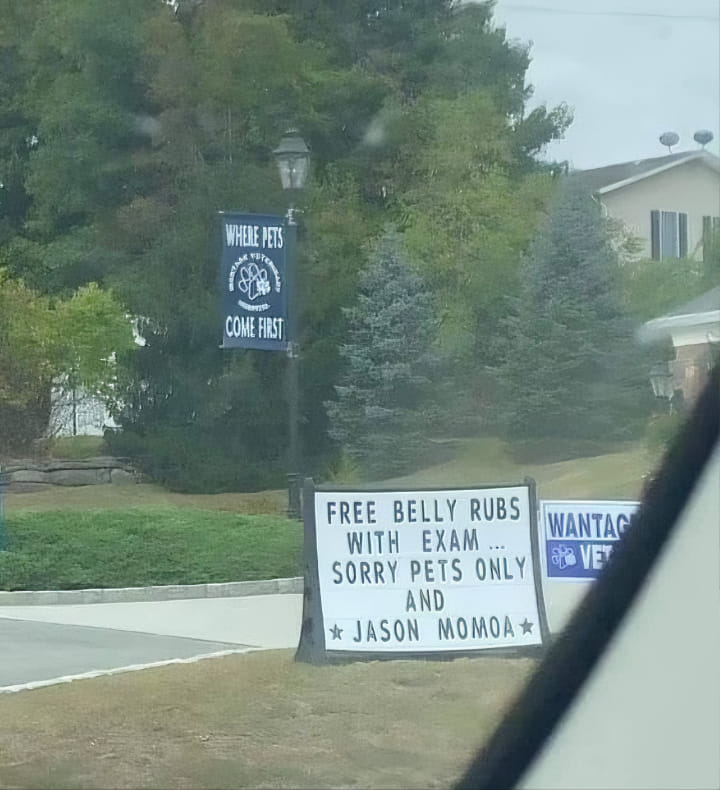 WHERE PETS
COME FIRST
FREE BELLY RUBS
WITH EXAM ...
SORRY PETS ONLY
AND
★ JASON MOMOA ★
WANTAG
VET